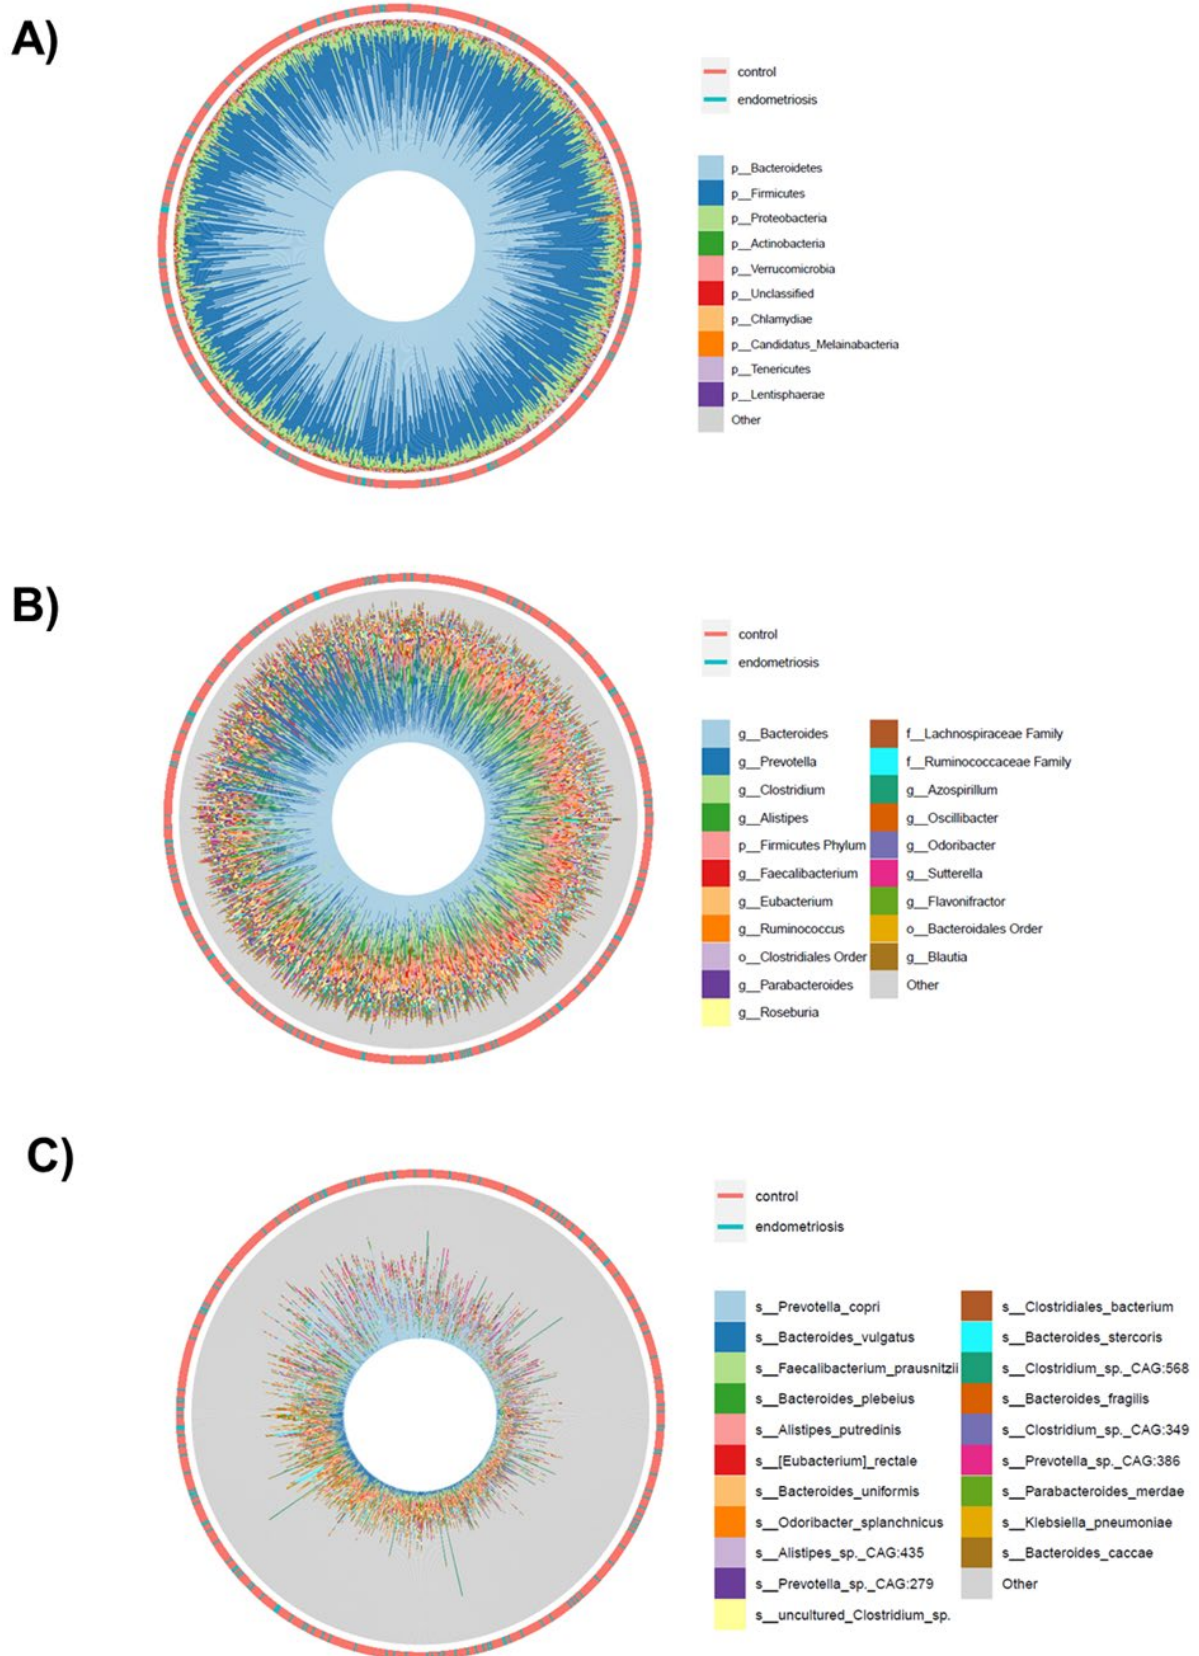 A)
control
endometriosis
p__Bacteroidetes
p__Firmicutes
p__Proteobacteria
p__Actinobacteria
p__Verrucomicrobia
p__Unclassified
p__Chlamydiae
p__Candidatus_Melainabacteria
p__Tenericutes
p__Lentisphaerae
Other
B)
control
endometriosis
g__Bacteroides
g__Prevotella
g__Clostridium
g__Alistipes
p__Firmicutes Phylum
g__Faecalibacterium
g__Eubacterium
g__Ruminococcus
o__Clostridiales Order
g__Parabacteroides
g__Roseburia
f__Lachnospiraceae Family
f__Ruminococcaceae Family
g__Azospirillum
g__Oscillibacter
g__Odoribacter
g__Sutterella
g__Flavonifractor
o__Bacteroidales Order
g__Blautia
Other
C)
control
endometriosis
s__Prevotella_copri
s__Bacteroides_vulgatus
s__Faecalibacterium_prausnitzii
s__Bacteroides_plebeius
s__Alistipes_putredinis
s__[Eubacterium]_rectale
s__Bacteroides_uniformis
s__Odoribacter_splanchnicus
s__Alistipes_sp._CAG:435
s__Prevotella_sp._CAG:279
s__uncultured_Clostridium_sp.
s__Clostridiales_bacterium
s__Bacteroides_stercoris
s__Clostridium_sp._CAG:568
s__Bacteroides_fragilis
s__Clostridium_sp._CAG:349
s__Prevotella_sp._CAG:386
s__Parabacteroides_merdae
s__Klebsiella_pneumoniae
s__Bacteroides_caccae
Other